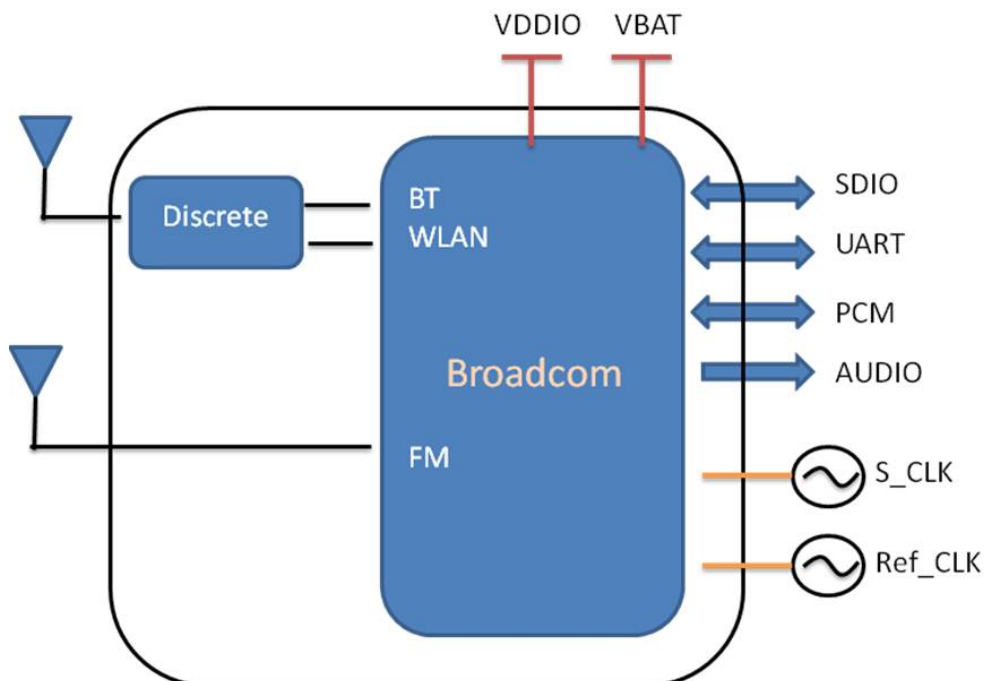 VDDIO VBAT
Discrete
BT
WLAN
Broadcom
FM
SDIO
UART
PCM
AUDIO
S_CLK
Ref_CLK